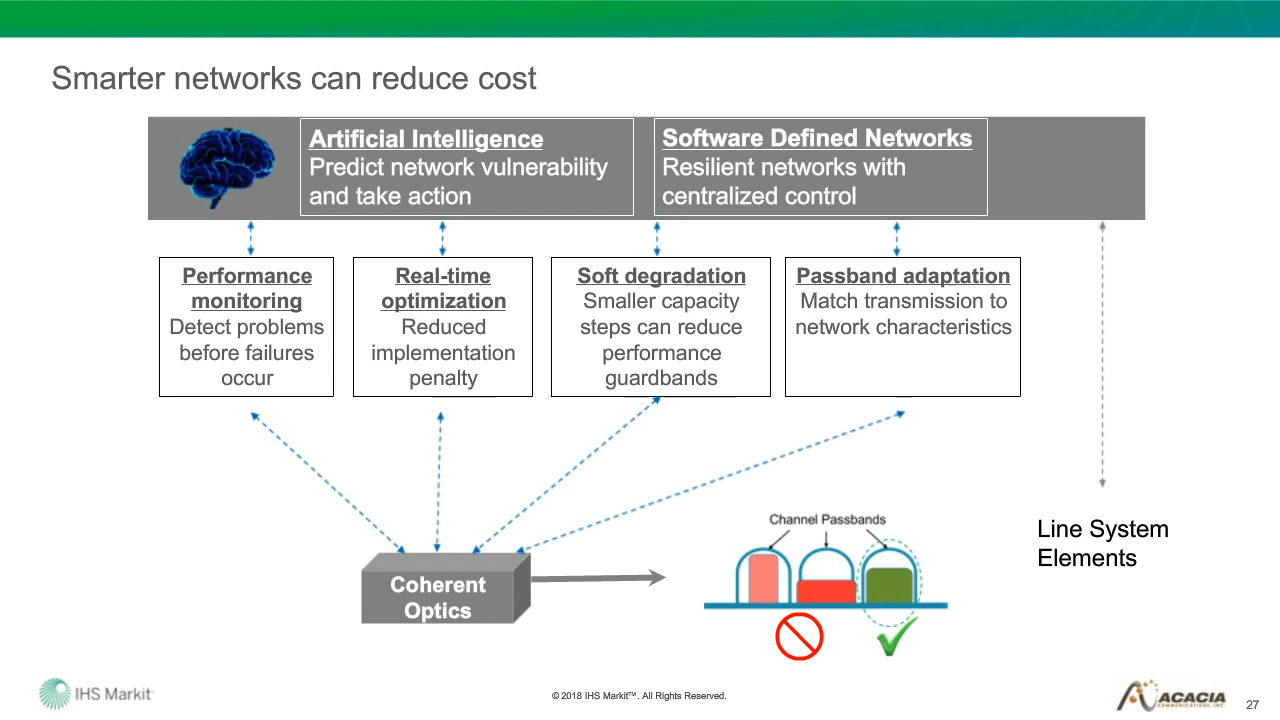 Smarter networks can reduce cost
Artificial Intelligence
Predict network vulnerability
and take action
Software Defined Networks
Resilient networks with
centralized control
Performance
monitoring
Detect problems
before failures
occur
Real-time
optimization
Reduced
implementation
penalty
Soft degradation
Smaller capacity
steps can reduce
performance
guardbands
Passband adaptation
Match transmission to
network characteristics
Channel Passbands
Line System
Elements
Coherent
Optics
IHS Markit™
© 2018 IHS Markit™. All Rights Reserved.
ACACIA
COMMUNICATIONS, INC.
27